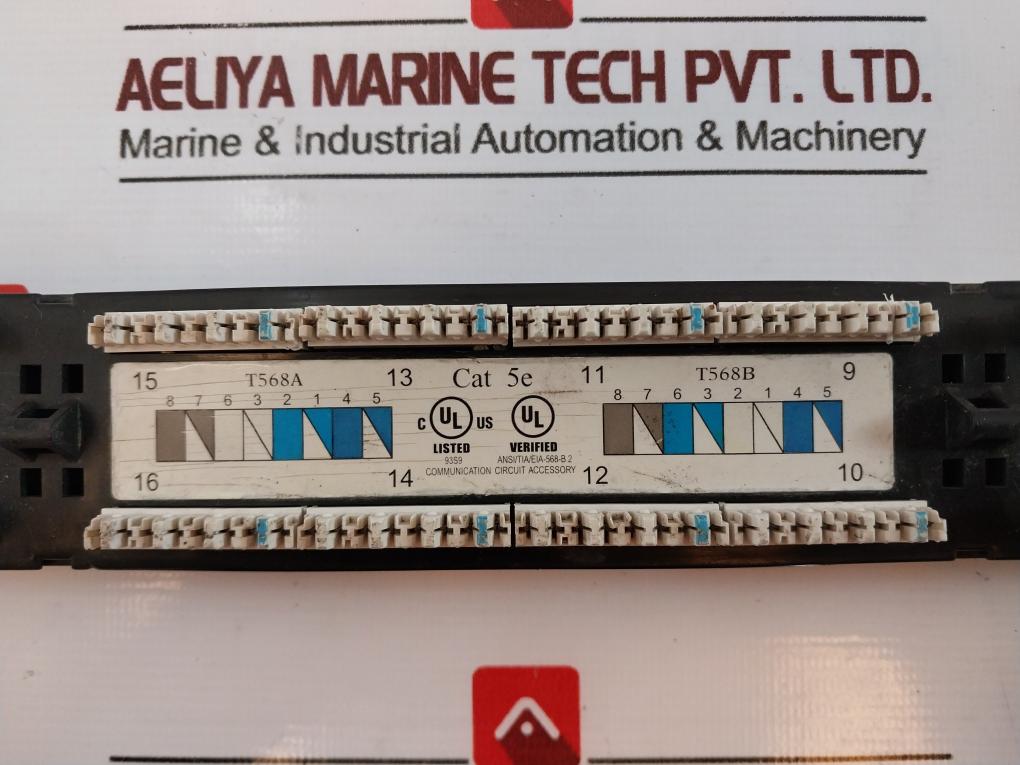 AELIYA MARINE TECH PVT. LTD.
Marine & Industrial Automation & Machinery
15 T568A 13 Cat 5e 11 T568B 9
8 7 6 3 2 1 4 5
8 7 6 3 2 1 4 5
C UL US UL
LISTED VERIFIED
93S9 ANSI/TIA/EIA-568-B 2
COMMUNICATION CIRCUIT ACCESSORY
16 14 12 10